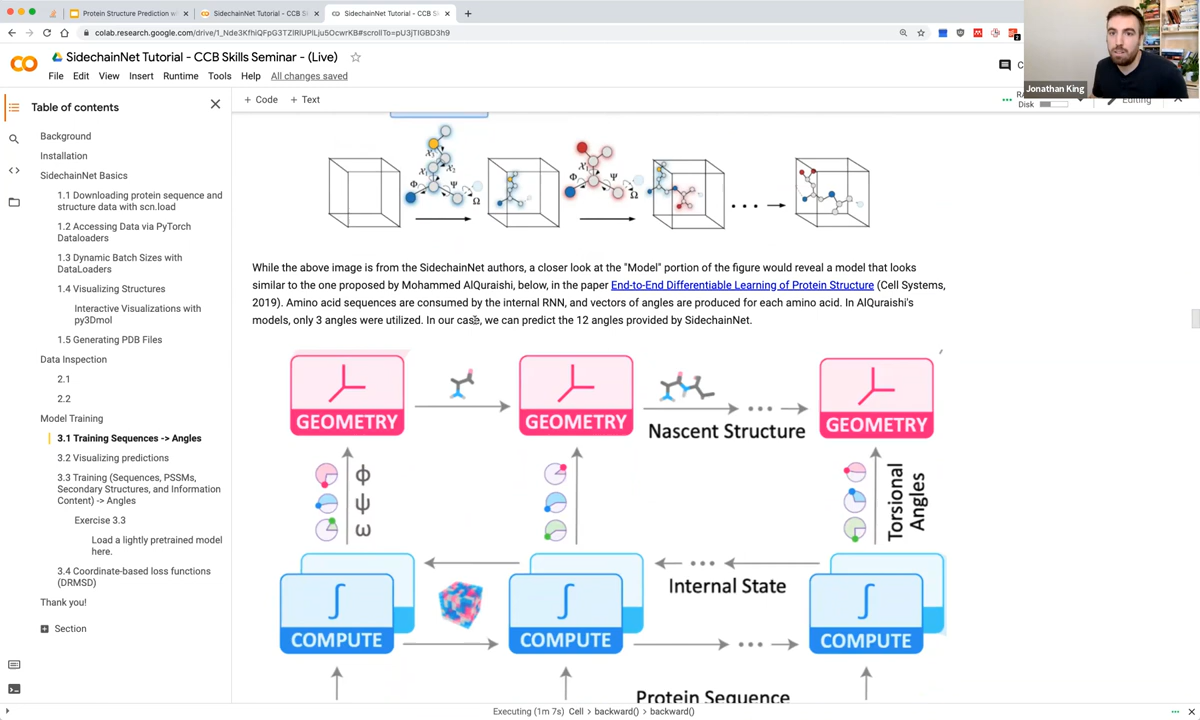 Protein Structure Prediction wi
SidechainNet Tutorial - CCB S
SidechainNet Tutorial - CCB S
colab.research.google.com/drive/1_Nde3KfhiQFpG3TZlRlUPlLju5OcwrKB#scrollTo=pU3jTIGBD3h9
SidechainNet Tutorial - CCB Skills Seminar - (Live)
File Edit View Insert Runtime Tools Help All changes saved
Jonathan King
Table of contents
+ Code + Text
Disk
Editing
Background
Installation
SidechainNet Basics
1.1 Downloading protein sequence and
structure data with scn.load
1.2 Accessing Data via PyTorch
Dataloaders
1.3 Dynamic Batch Sizes with
DataLoaders
1.4 Visualizing Structures
Interactive Visualizations with
py3Dmol
1.5 Generating PDB Files
Data Inspection
2.1
2.2
Model Training
3.1 Training Sequences -> Angles
3.2 Visualizing predictions
3.3 Training (Sequences, PSSMs,
Secondary Structures, and Information
Content) -> Angles
Exercise 3.3
Load a lightly pretrained model
here.
3.4 Coordinate-based loss functions
(DRMSD)
Thank you!
Section
Φ Χ1 Χ2 Ψ Ω
Φ Χ1 Ψ Ω
While the above image is from the SidechainNet authors, a closer look at the "Model" portion of the figure would reveal a model that looks
similar to the one proposed by Mohammed AlQuraishi, below, in the paper End-to-End Differentiable Learning of Protein Structure (Cell Systems,
2019). Amino acid sequences are consumed by the internal RNN, and vectors of angles are produced for each amino acid. In AlQuraishi's
models, only 3 angles were utilized. In our case, we can predict the 12 angles provided by SidechainNet.
GEOMETRY
GEOMETRY
Nascent Structure
GEOMETRY
ϕ
ψ
ω
Torsional
Angles
Internal State
∫
COMPUTE
∫
COMPUTE
∫
COMPUTE
Protein Sequence
Executing (1m 7s) Cell > backward() > backward()